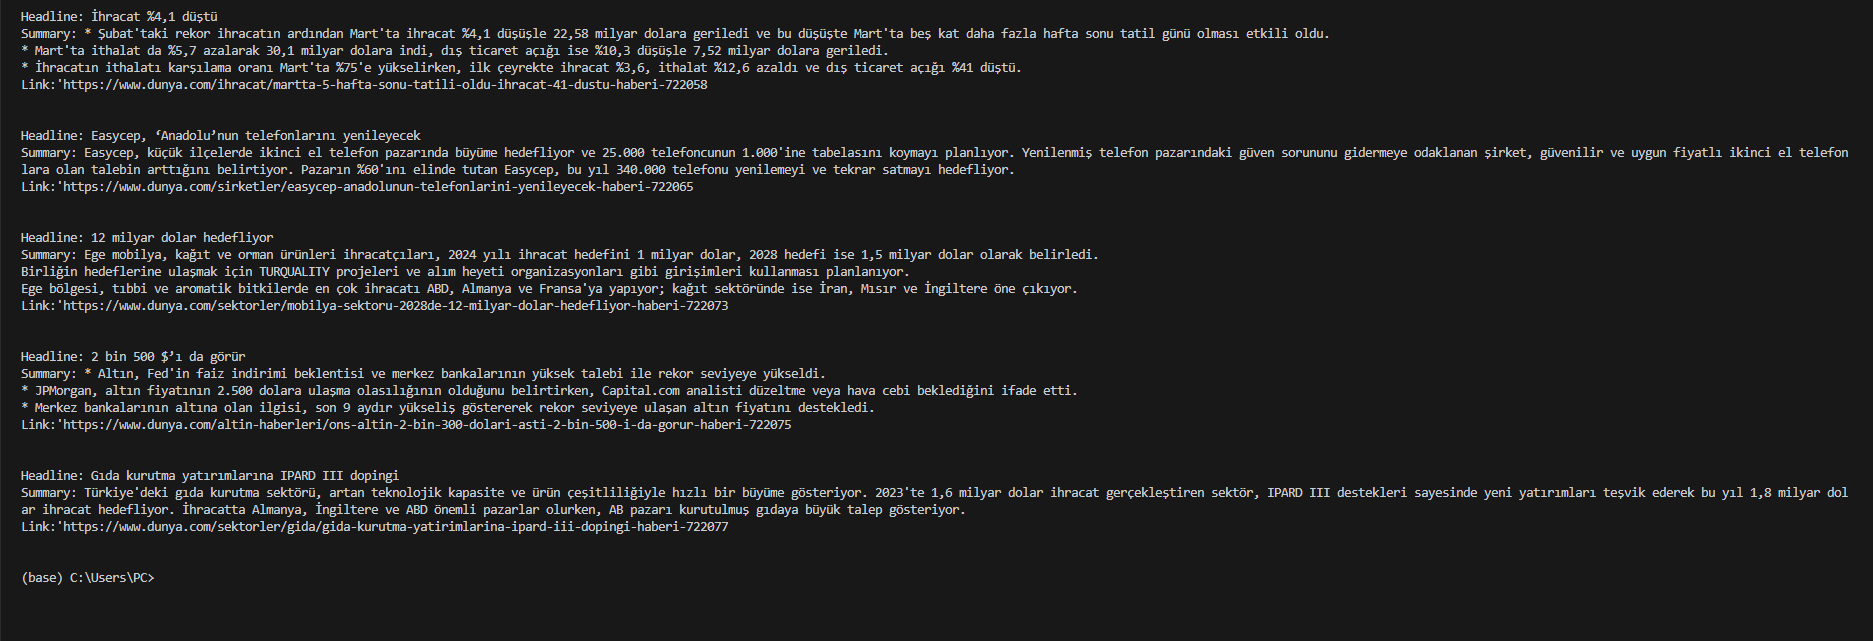 Headline: İhracat %4,1 düştü
Summary: * Şubat'taki rekor ihracatın ardından Mart'ta ihracat %4,1 düşüşle 22,58 milyar dolara geriledi ve bu düşüşte Mart'ta beş kat daha fazla hafta sonu tatil günü olması etkili oldu.
* Mart'ta ithalat da %5,7 azalarak 30,1 milyar dolara indi, dış ticaret açığı ise %10,3 düşüşle 7,52 milyar dolara geriledi.
* İhracatın ithalatı karşılama oranı Mart'ta %75'e yükselirken, ilk çeyrekte ihracat %3,6, ithalat %12,6 azaldı ve dış ticaret açığı %41 düştü.
Link:'https://www.dunya.com/ihracat/martta-5-hafta-sonu-tatili-oldu-ihracat-41-dustu-haberi-722058
Headline: Easycep, ‘Anadolu’nun telefonlarını yenileyecek
Summary: Easycep, küçük ilçelerde ikinci el telefon pazarında büyüme hedefliyor ve 25.000 telefoncunun 1.000'ine tabelasını koymayı planlıyor. Yenilenmiş telefon pazarındaki güven sorununu gidermeye odaklanan şirket, güvenilir ve uygun fiyatlı ikinci el telefon
lara olan talebin arttığını belirtiyor. Pazarın %60'ını elinde tutan Easycep, bu yıl 340.000 telefonu yenilemeyi ve tekrar satmayı hedefliyor.
Link:'https://www.dunya.com/sirketler/easycep-anadolunun-telefonlarini-yenileyecek-haberi-722065
Headline: 12 milyar dolar hedefliyor
Summary: Ege mobilya, kağıt ve orman ürünleri ihracatçıları, 2024 yılı ihracat hedefini 1 milyar dolar, 2028 hedefi ise 1,5 milyar dolar olarak belirledi.
Birliğin hedeflerine ulaşmak için TURQUALITY projeleri ve alım heyeti organizasyonları gibi girişimleri kullanması planlanıyor.
Ege bölgesi, tıbbi ve aromatik bitkilerde en çok ihracatı ABD, Almanya ve Fransa'ya yapıyor; kağıt sektöründe ise İran, Mısır ve İngiltere öne çıkıyor.
Link:'https://www.dunya.com/sektorler/mobilya-sektoru-2028de-12-milyar-dolar-hedefliyor-haberi-722073
Headline: 2 bin 500 $’ı da görür
Summary: * Altın, Fed'in faiz indirimi beklentisi ve merkez bankalarının yüksek talebi ile rekor seviyeye yükseldi.
* JPMorgan, altın fiyatının 2.500 dolara ulaşma olasılığının olduğunu belirtirken, Capital.com analisti düzeltme veya hava cebi beklediğini ifade etti.
* Merkez bankalarının altına olan ilgisi, son 9 aydır yükseliş göstererek rekor seviyeye ulaşan altın fiyatını destekledi.
Link:'https://www.dunya.com/altin-haberleri/ons-altin-2-bin-300-dolari-asti-2-bin-500-i-da-gorur-haberi-722075
Headline: Gıda kurutma yatırımlarına IPARD III dopingi
Summary: Türkiye'deki gıda kurutma sektörü, artan teknolojik kapasite ve ürün çeşitliliğiyle hızlı bir büyüme gösteriyor. 2023'te 1,6 milyar dolar ihracat gerçekleştiren sektör, IPARD III destekleri sayesinde yeni yatırımları teşvik ederek bu yıl 1,8 milyar dol
ar ihracat hedefliyor. İhracatta Almanya, İngiltere ve ABD önemli pazarlar olurken, AB pazarı kurutulmuş gıdaya büyük talep gösteriyor.
Link:'https://www.dunya.com/sektorler/gida/gida-kurutma-yatirimlarina-ipard-iii-dopingi-haberi-722077
(base) C:\Users\PC>